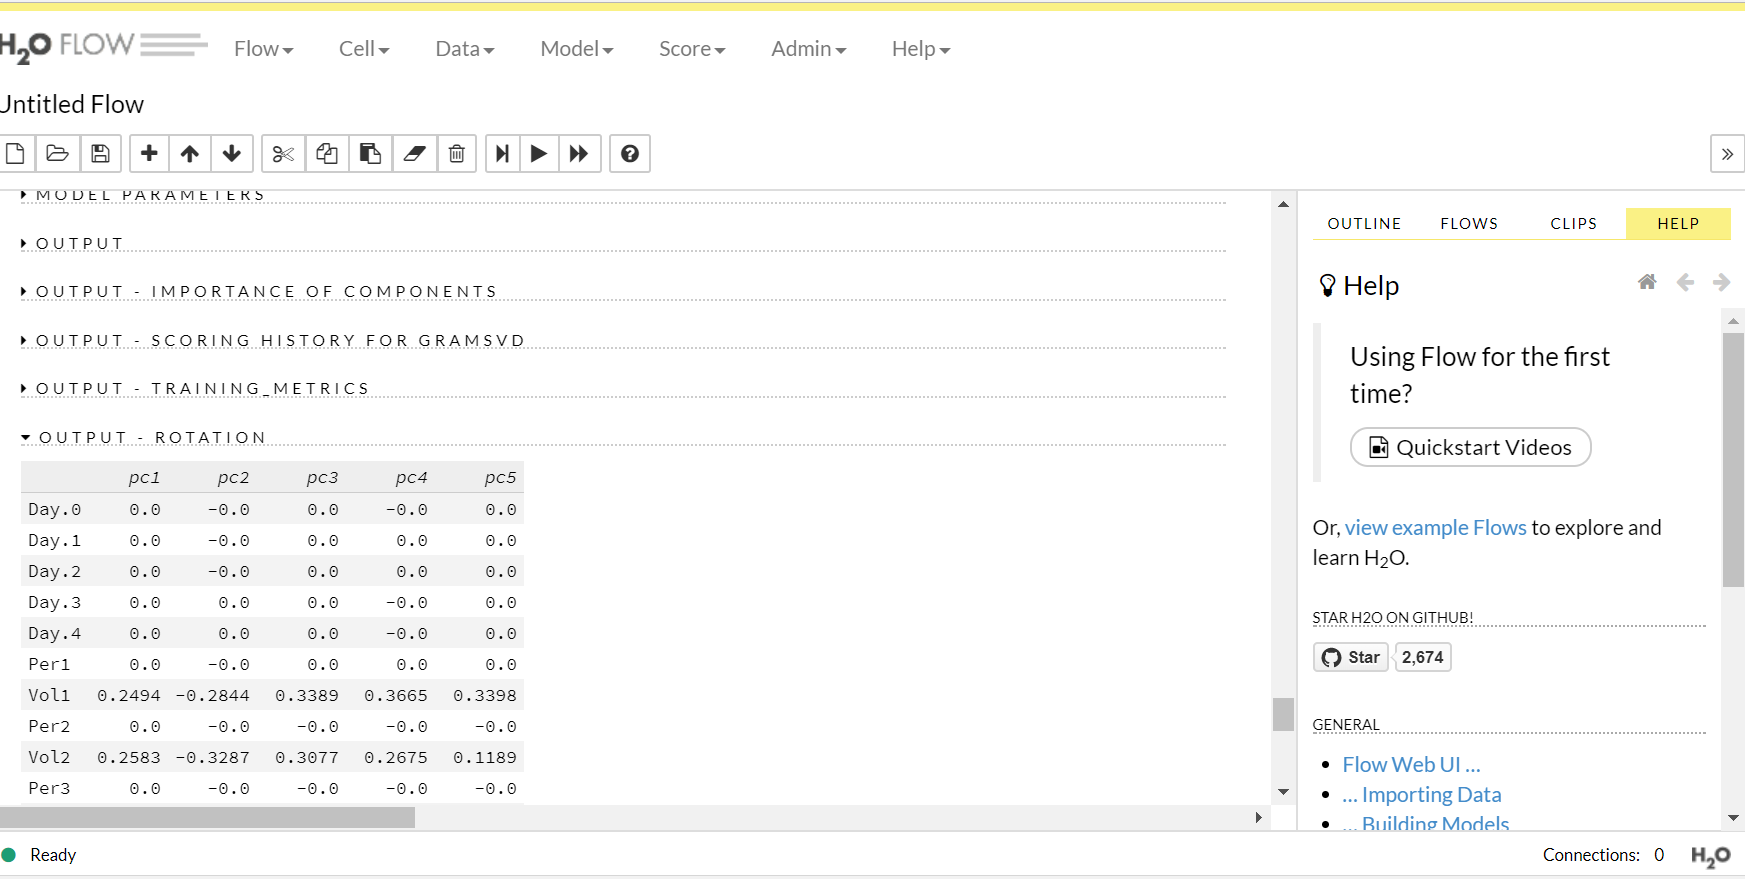 H2O FLOW Flow Cell Data Model Score Admin Help
Untitled Flow
MODEL PARAMETERS
OUTPUT
OUTPUT - IMPORTANCE OF COMPONENTS
OUTPUT - SCORING HISTORY FOR GRAMSVD
OUTPUT - TRAINING_METRICS
OUTPUT - ROTATION
pc1 pc2 pc3 pc4 pc5
Day.0 0.0 -0.0 0.0 -0.0 0.0
Day.1 0.0 -0.0 0.0 0.0 0.0
Day.2 0.0 -0.0 0.0 0.0 0.0
Day.3 0.0 0.0 0.0 -0.0 0.0
Day.4 0.0 0.0 0.0 -0.0 0.0
Per1 0.0 -0.0 0.0 0.0 0.0
Vol1 0.2494 -0.2844 0.3389 0.3665 0.3398
Per2 0.0 -0.0 -0.0 -0.0 -0.0
Vol2 0.2583 -0.3287 0.3077 0.2675 0.1189
Per3 0.0 -0.0 -0.0 -0.0 -0.0
OUTLINE FLOWS CLIPS HELP
Help
Using Flow for the first
time?
Quickstart Videos
Or, view example Flows to explore and
learn H2O.
STAR H2O ON GITHUB!
Star 2,674
GENERAL
• Flow Web UI ...
• ... Importing Data
• ... Building Models
Ready
Connections: 0 H2O